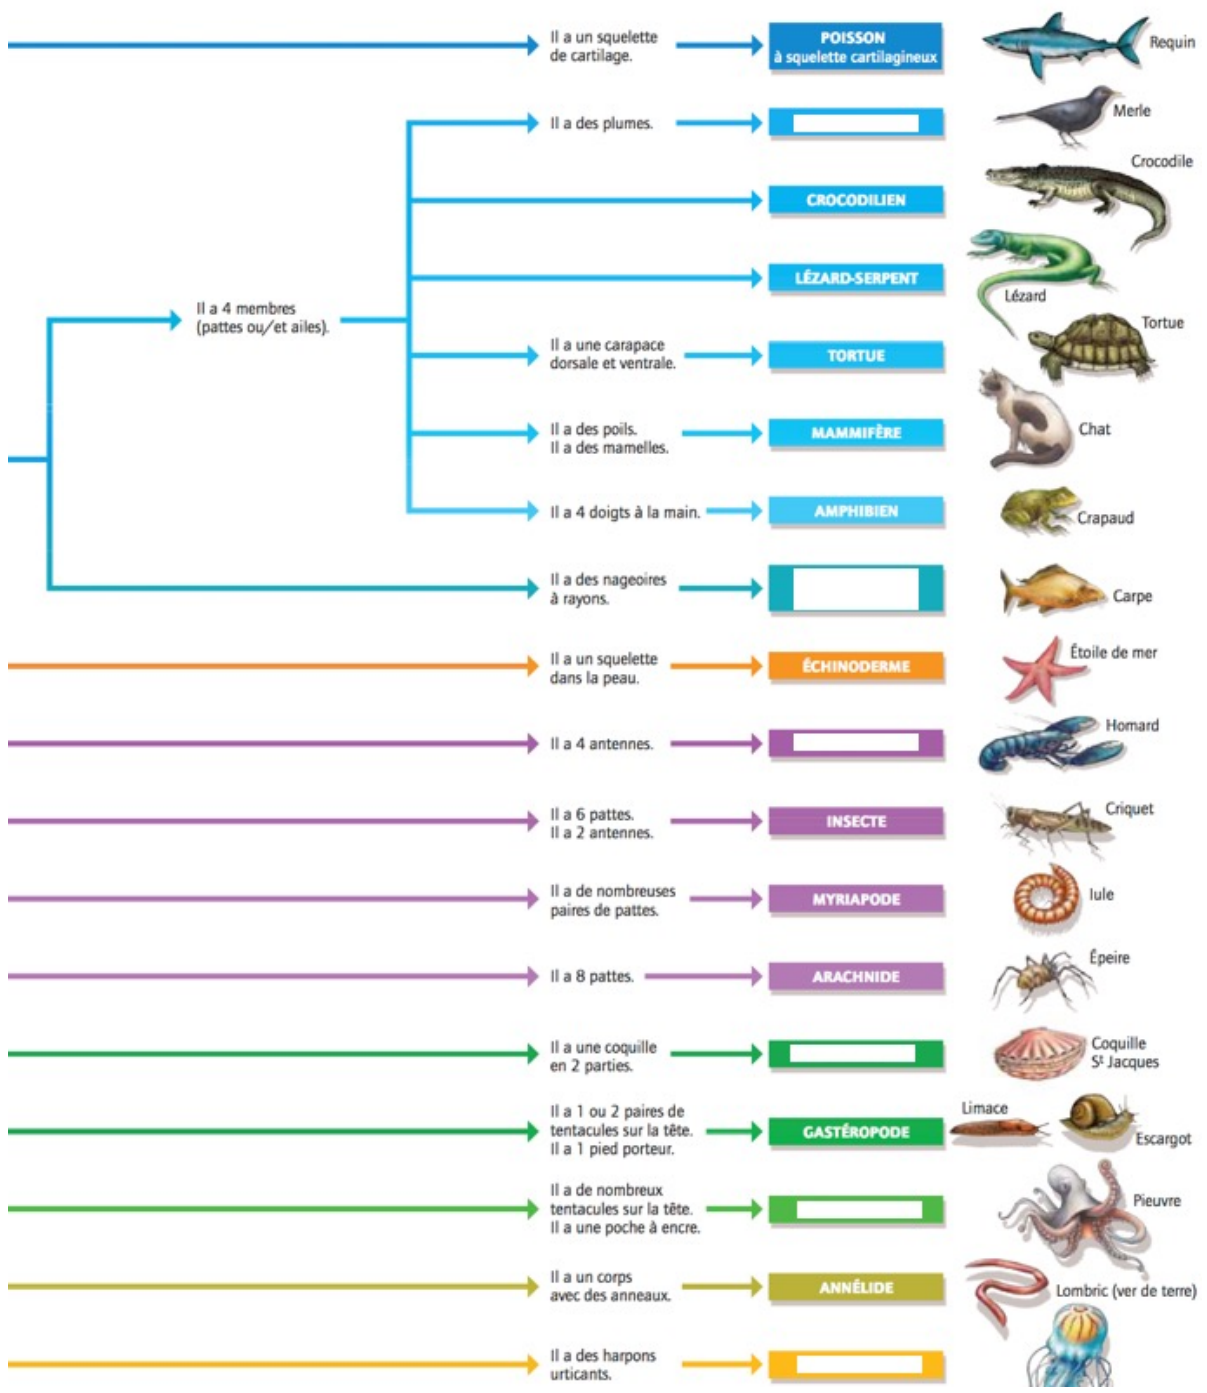 Il a un squelette
de cartilage.
POISSON
à squelette cartilagineux
Requin
Il a des plumes.
Merle
Crocodile
CROCODILIEN
LÉZARD-SERPENT
Lézard
Il a 4 membres
(pattes ou/et ailes).
Tortue
Il a une carapace
dorsale et ventrale.
TORTUE
Il a des poils.
Il a des mamelles.
MAMMIFÈRE
Chat
Il a 4 doigts à la main.
AMPHIBIEN
Crapaud
Il a des nageoires
à rayons.
Carpe
Il a un squelette
dans la peau.
ÉCHINODERME
Étoile de mer
Il a 4 antennes.
Homard
Il a 6 pattes.
Il a 2 antennes.
INSECTE
Criquet
Il a de nombreuses
paires de pattes.
MYRIAPODE
Iule
Il a 8 pattes.
ARACHNIDE
Épeire
Il a une coquille
en 2 parties.
Coquille
St Jacques
Il a 1 ou 2 paires de
tentacules sur la tête.
Il a 1 pied porteur.
GASTÉROPODE
Limace
Escargot
Il a de nombreux
tentacules sur la tête.
Il a une poche à encre.
Pieuvre
Il a un corps
avec des anneaux.
ANNÉLIDE
Lombric (ver de terre)
Il a des harpons
urticants.